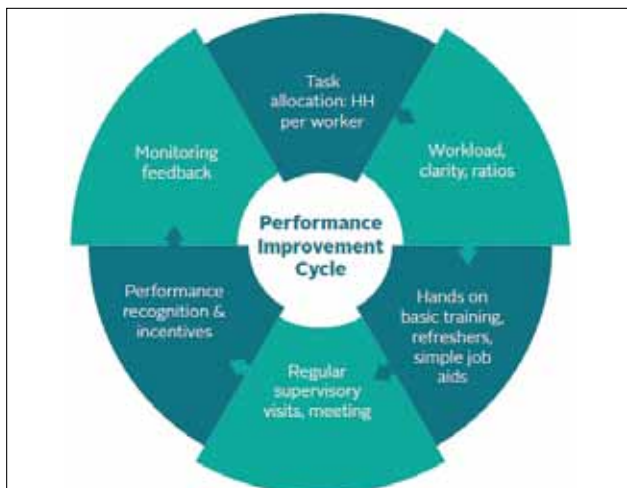 Performance
Improvement
Cycle
Task
allocation: HH
per worker
Workload,
clarity, ratios
Hands on
basic training,
refreshers,
simple job
aids
Regular
supervisory
visits, meeting
Performance
recognition &
incentives
Monitoring
feedback